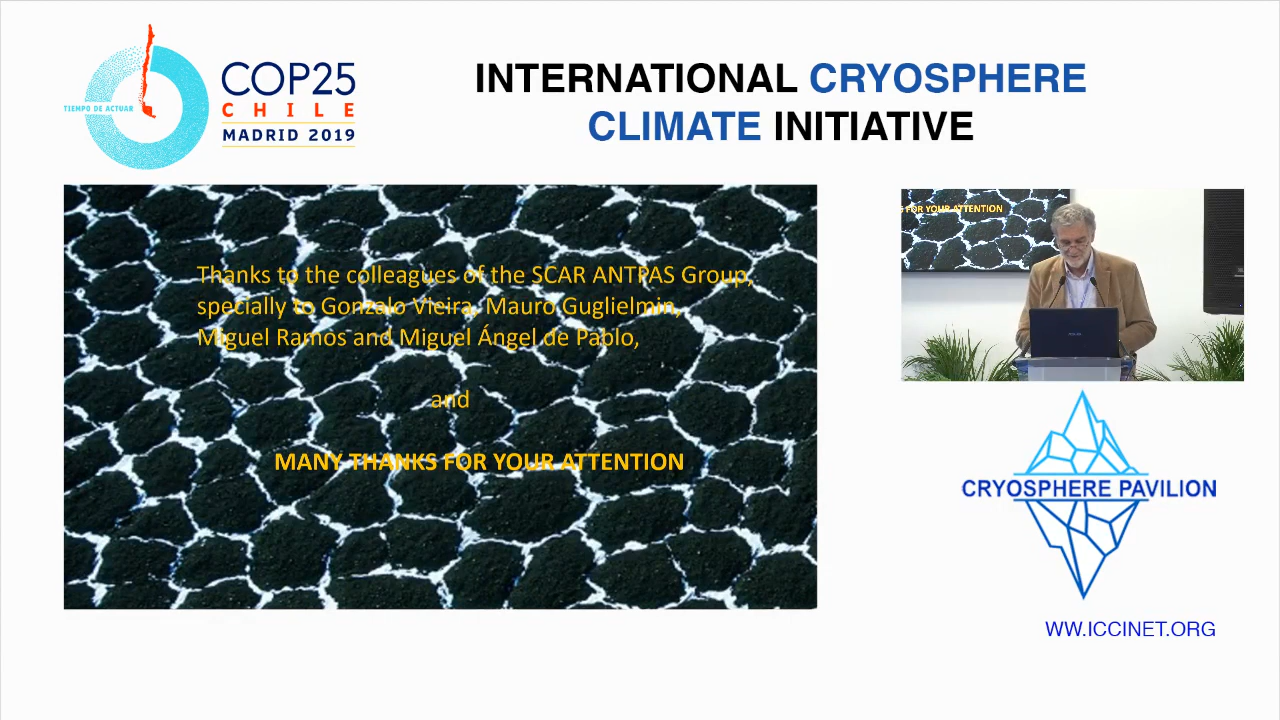 TIEMPO DE ACTUAR
COP25
CHILE
MADRID 2019
INTERNATIONAL CRYOSPHERE
CLIMATE INITIATIVE
Thanks to the colleagues of the SCAR ANTPAS Group,
specially to Gonzalo Vieira, Mauro Guglielmin,
Miguel Ramos and Miguel Ángel de Pablo,
and
MANY THANKS FOR YOUR ATTENTION
FOR YOUR ATTENTION
CRYOSPHERE PAVILION
WW.ICCINET.ORG